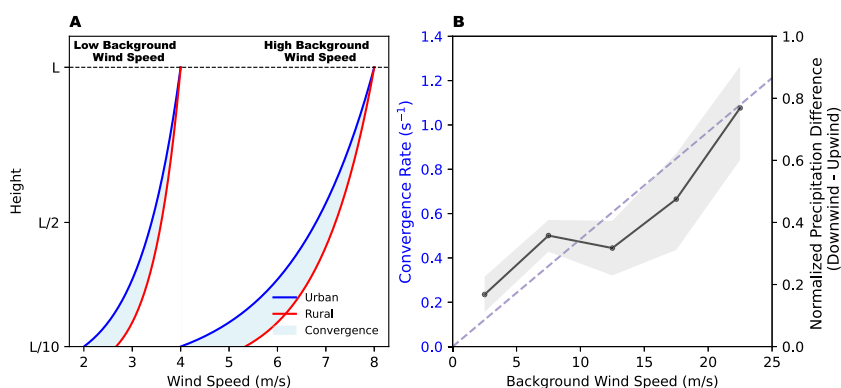 A
Low Background
Wind Speed
High Background
Wind Speed
L
L/2
L/10
Height
2
3
4
5
6
7
8
Wind Speed (m/s)
Urban
Rural
Convergence
B
1.4
1.2
1.0
0.8
0.6
0.4
0.2
0.0
Convergence Rate (s⁻¹)
0
5
10
15
20
25
Background Wind Speed (m/s)
1.0
0.8
0.6
0.4
0.2
0.0
Normalized Precipitation Difference
(Downwind - Upwind)